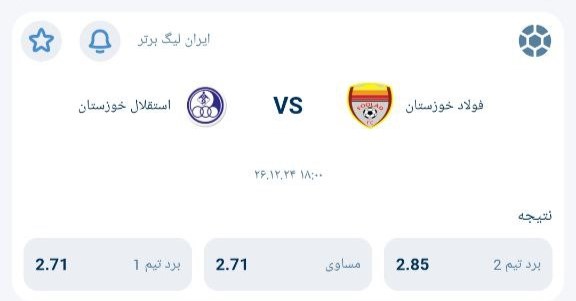 ایران لیگ برتر
فولاد خوزستان VS استقلال خوزستان
۲۶.۱۲.۲۴ ۱۸:۰۰
نتیجه
برد تیم 2 2.85
مساوی 2.71
برد تیم 1 2.71